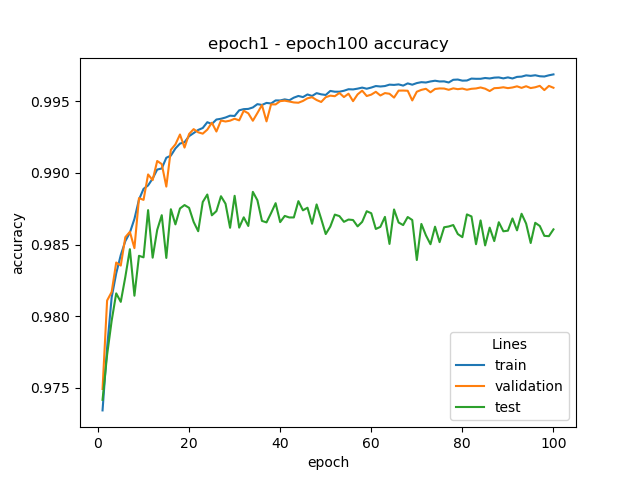 epoch1 - epoch100 accuracy
accuracy
0.995
0.990
0.985
0.980
0.975
0
20
40
60
80
100
epoch
Lines
train
validation
test